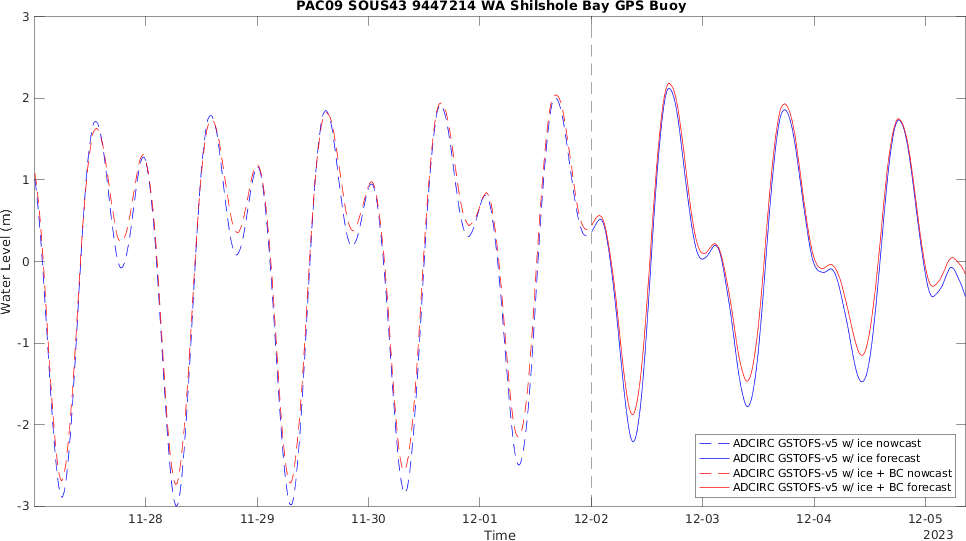 PAC09 SOUS43 9447214 WA Shilshole Bay GPS Buoy
3
2
1
0
-1
-2
-3
Water Level (m)
11-28
11-29
11-30
12-01
12-02
12-03
12-04
12-05
Time
2023
ADCIRC GSTOFS-v5 w/ ice nowcast
ADCIRC GSTOFS-v5 w/ ice forecast
ADCIRC GSTOFS-v5 w/ ice + BC nowcast
ADCIRC GSTOFS-v5 w/ ice + BC forecast